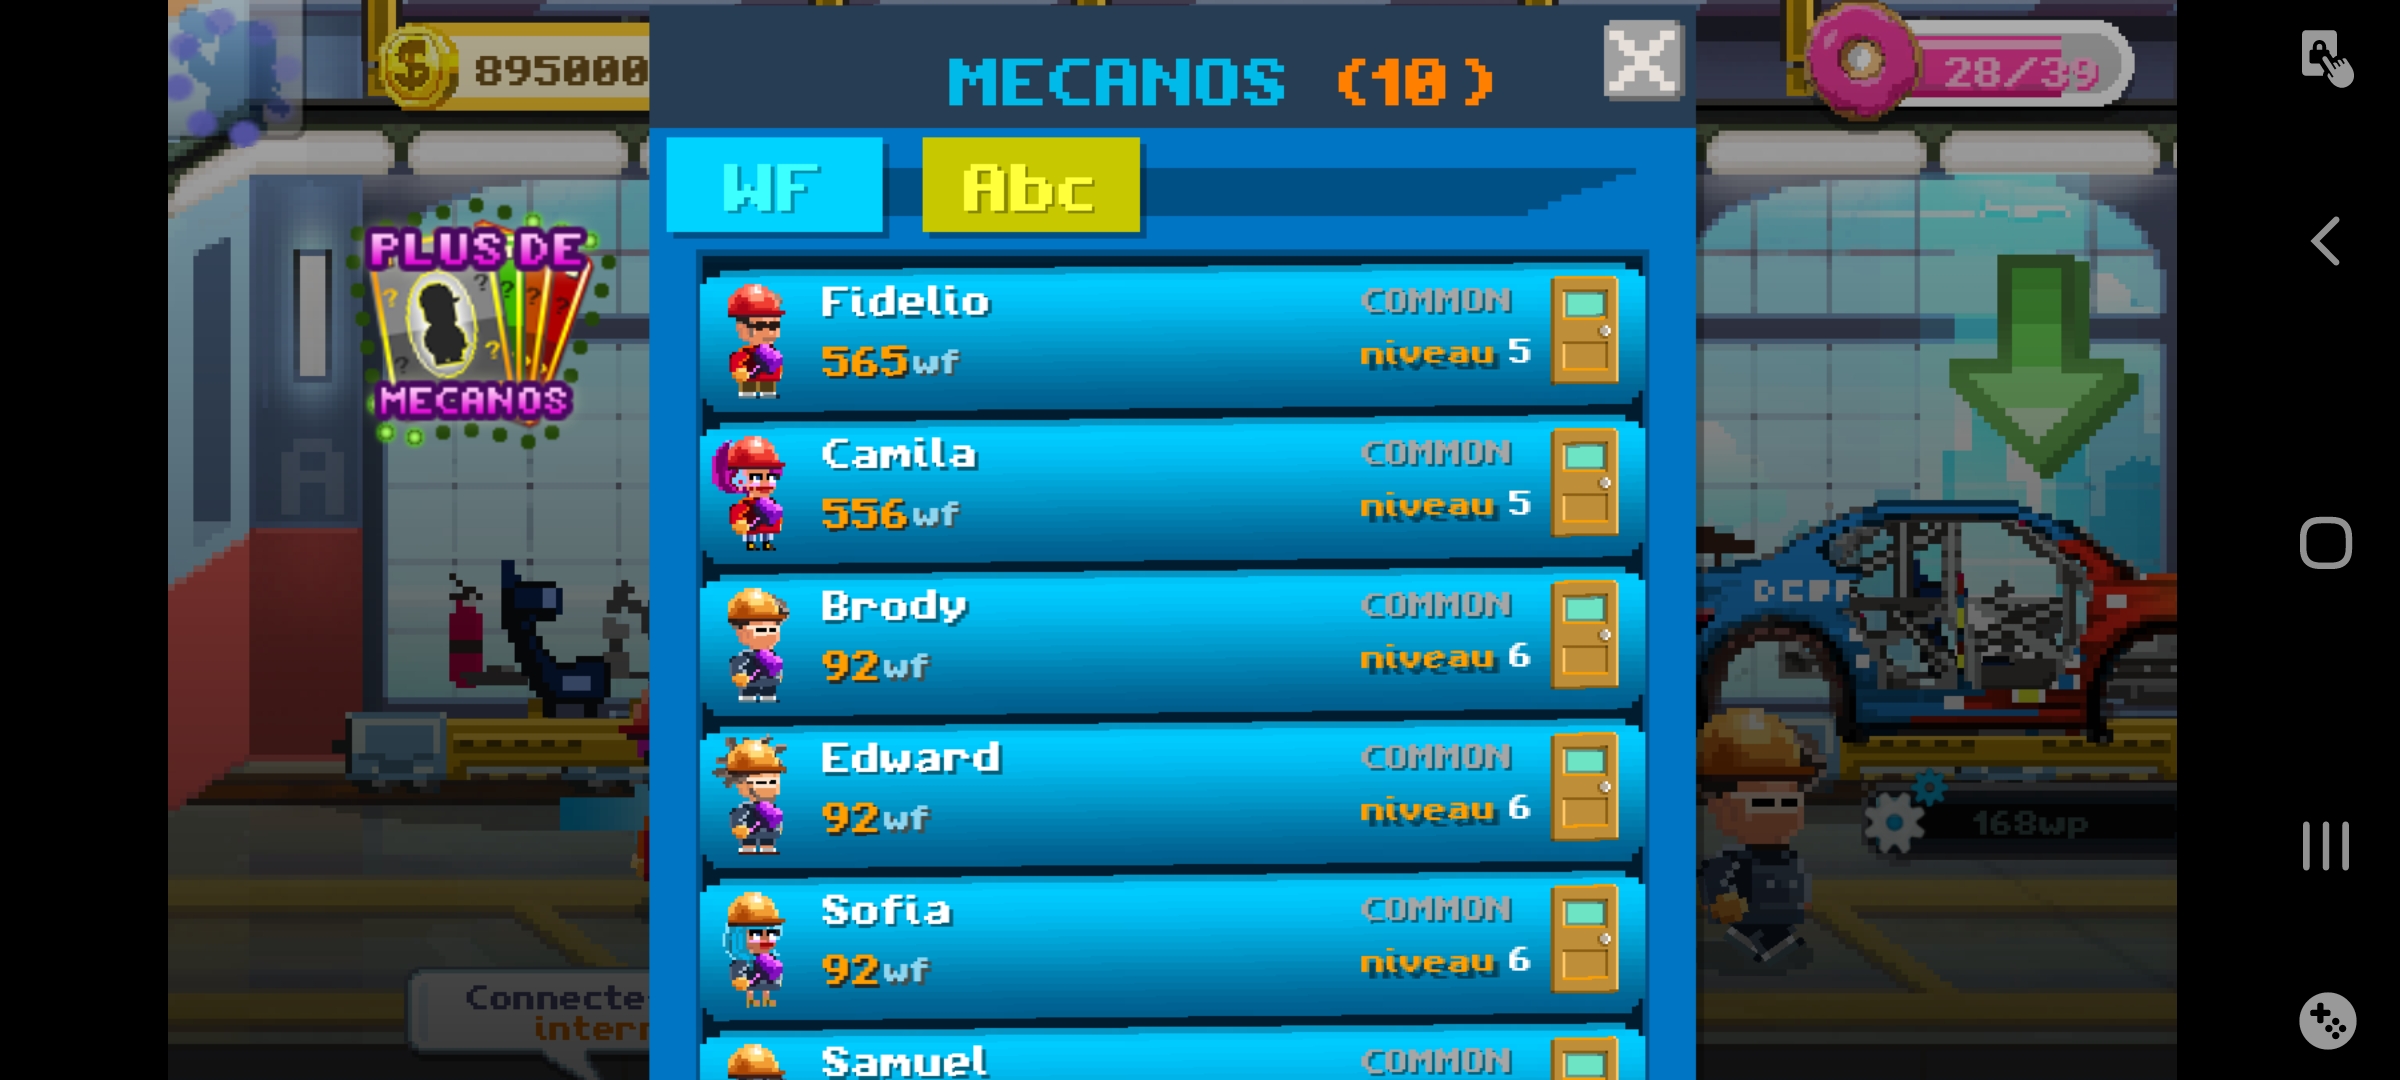 895000
MECANOS (10)
28/39
WF
Abc
PLUS DE
MECANOS
A
Fidelio
COMMON
565wf
niveau 5
Camila
COMMON
556wf
niveau 5
Brody
COMMON
92wf
niveau 6
Edward
COMMON
92wf
niveau 6
Sofia
COMMON
92wf
niveau 6
Samuel
COMMON
168wp
Connecte
intern